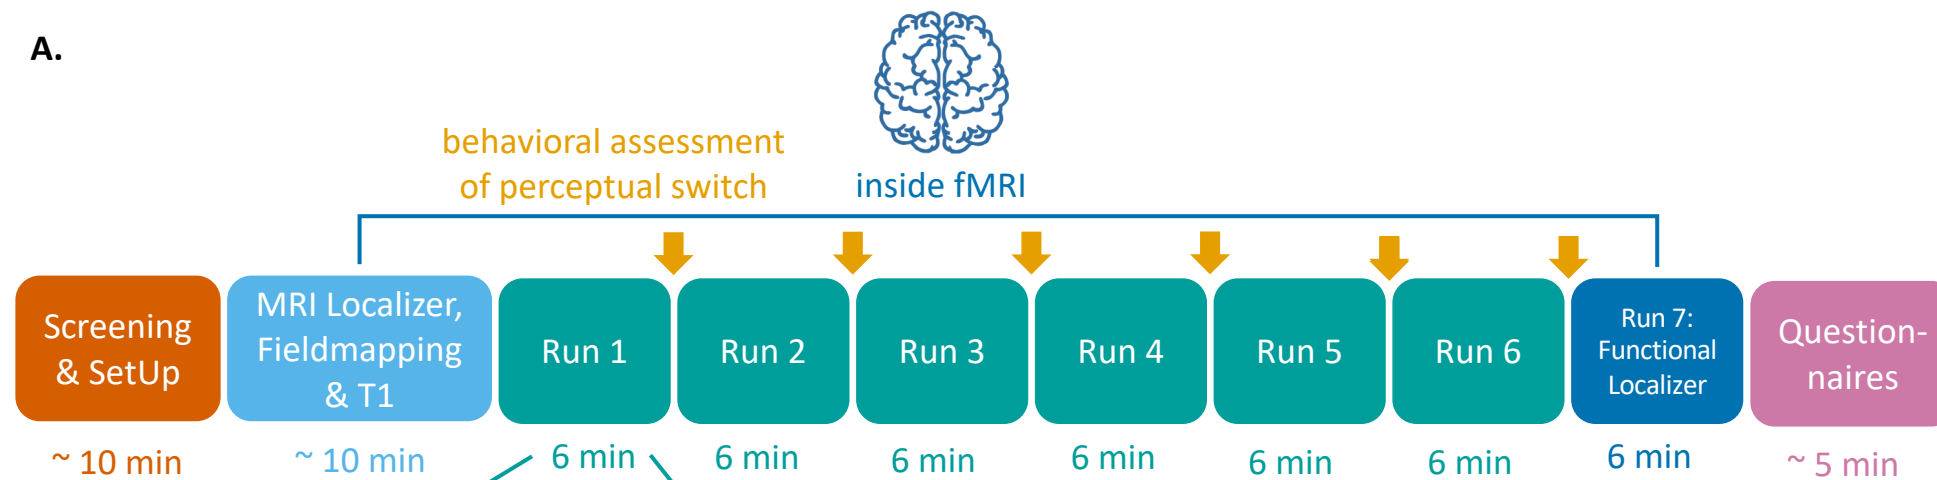 A.
behavioral assessment
of perceptual switch
inside fMRI
Screening
& SetUp
MRI Localizer,
Fieldmapping
& T1
Run 1
Run 2
Run 3
Run 4
Run 5
Run 6
Run 7:
Functional
Localizer
Question-
naires
~ 10 min
~ 10 min
6 min
6 min
6 min
6 min
6 min
6 min
6 min
~ 5 min